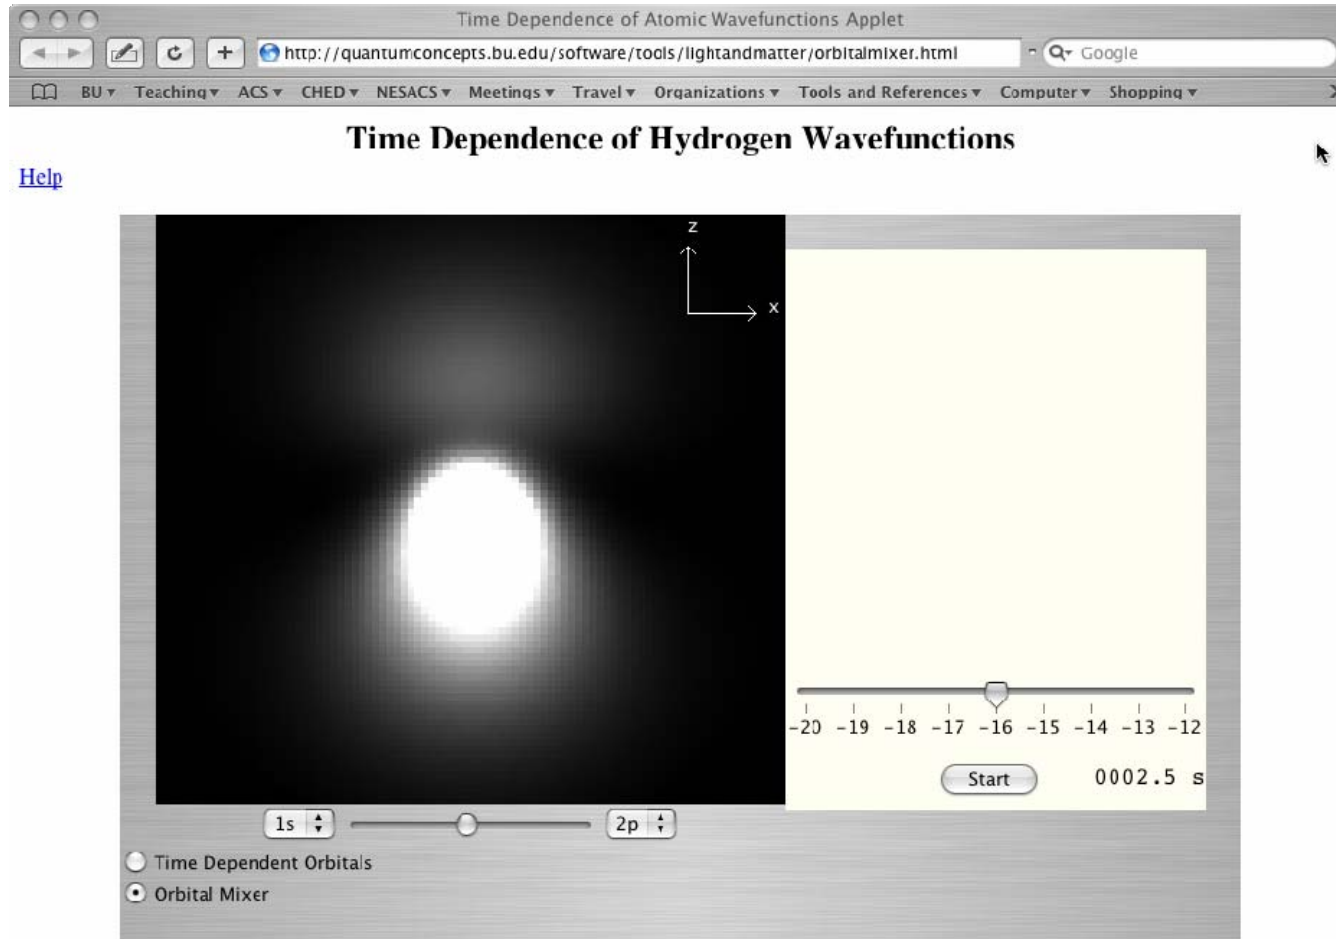 Time Dependence of Atomic Wavefunctions Applet
http://quantumconcepts.bu.edu/software/tools/lightandmatter/orbitalmixer.html
Google
BU Teaching ACS CHED NESACS Meetings Travel Organizations Tools and References Computer Shopping
Time Dependence of Hydrogen Wavefunctions
Help
z
x
-20 -19 -18 -17 -16 -15 -14 -13 -12
Start 0002.5 s
1s 2p
Time Dependent Orbitals
Orbital Mixer